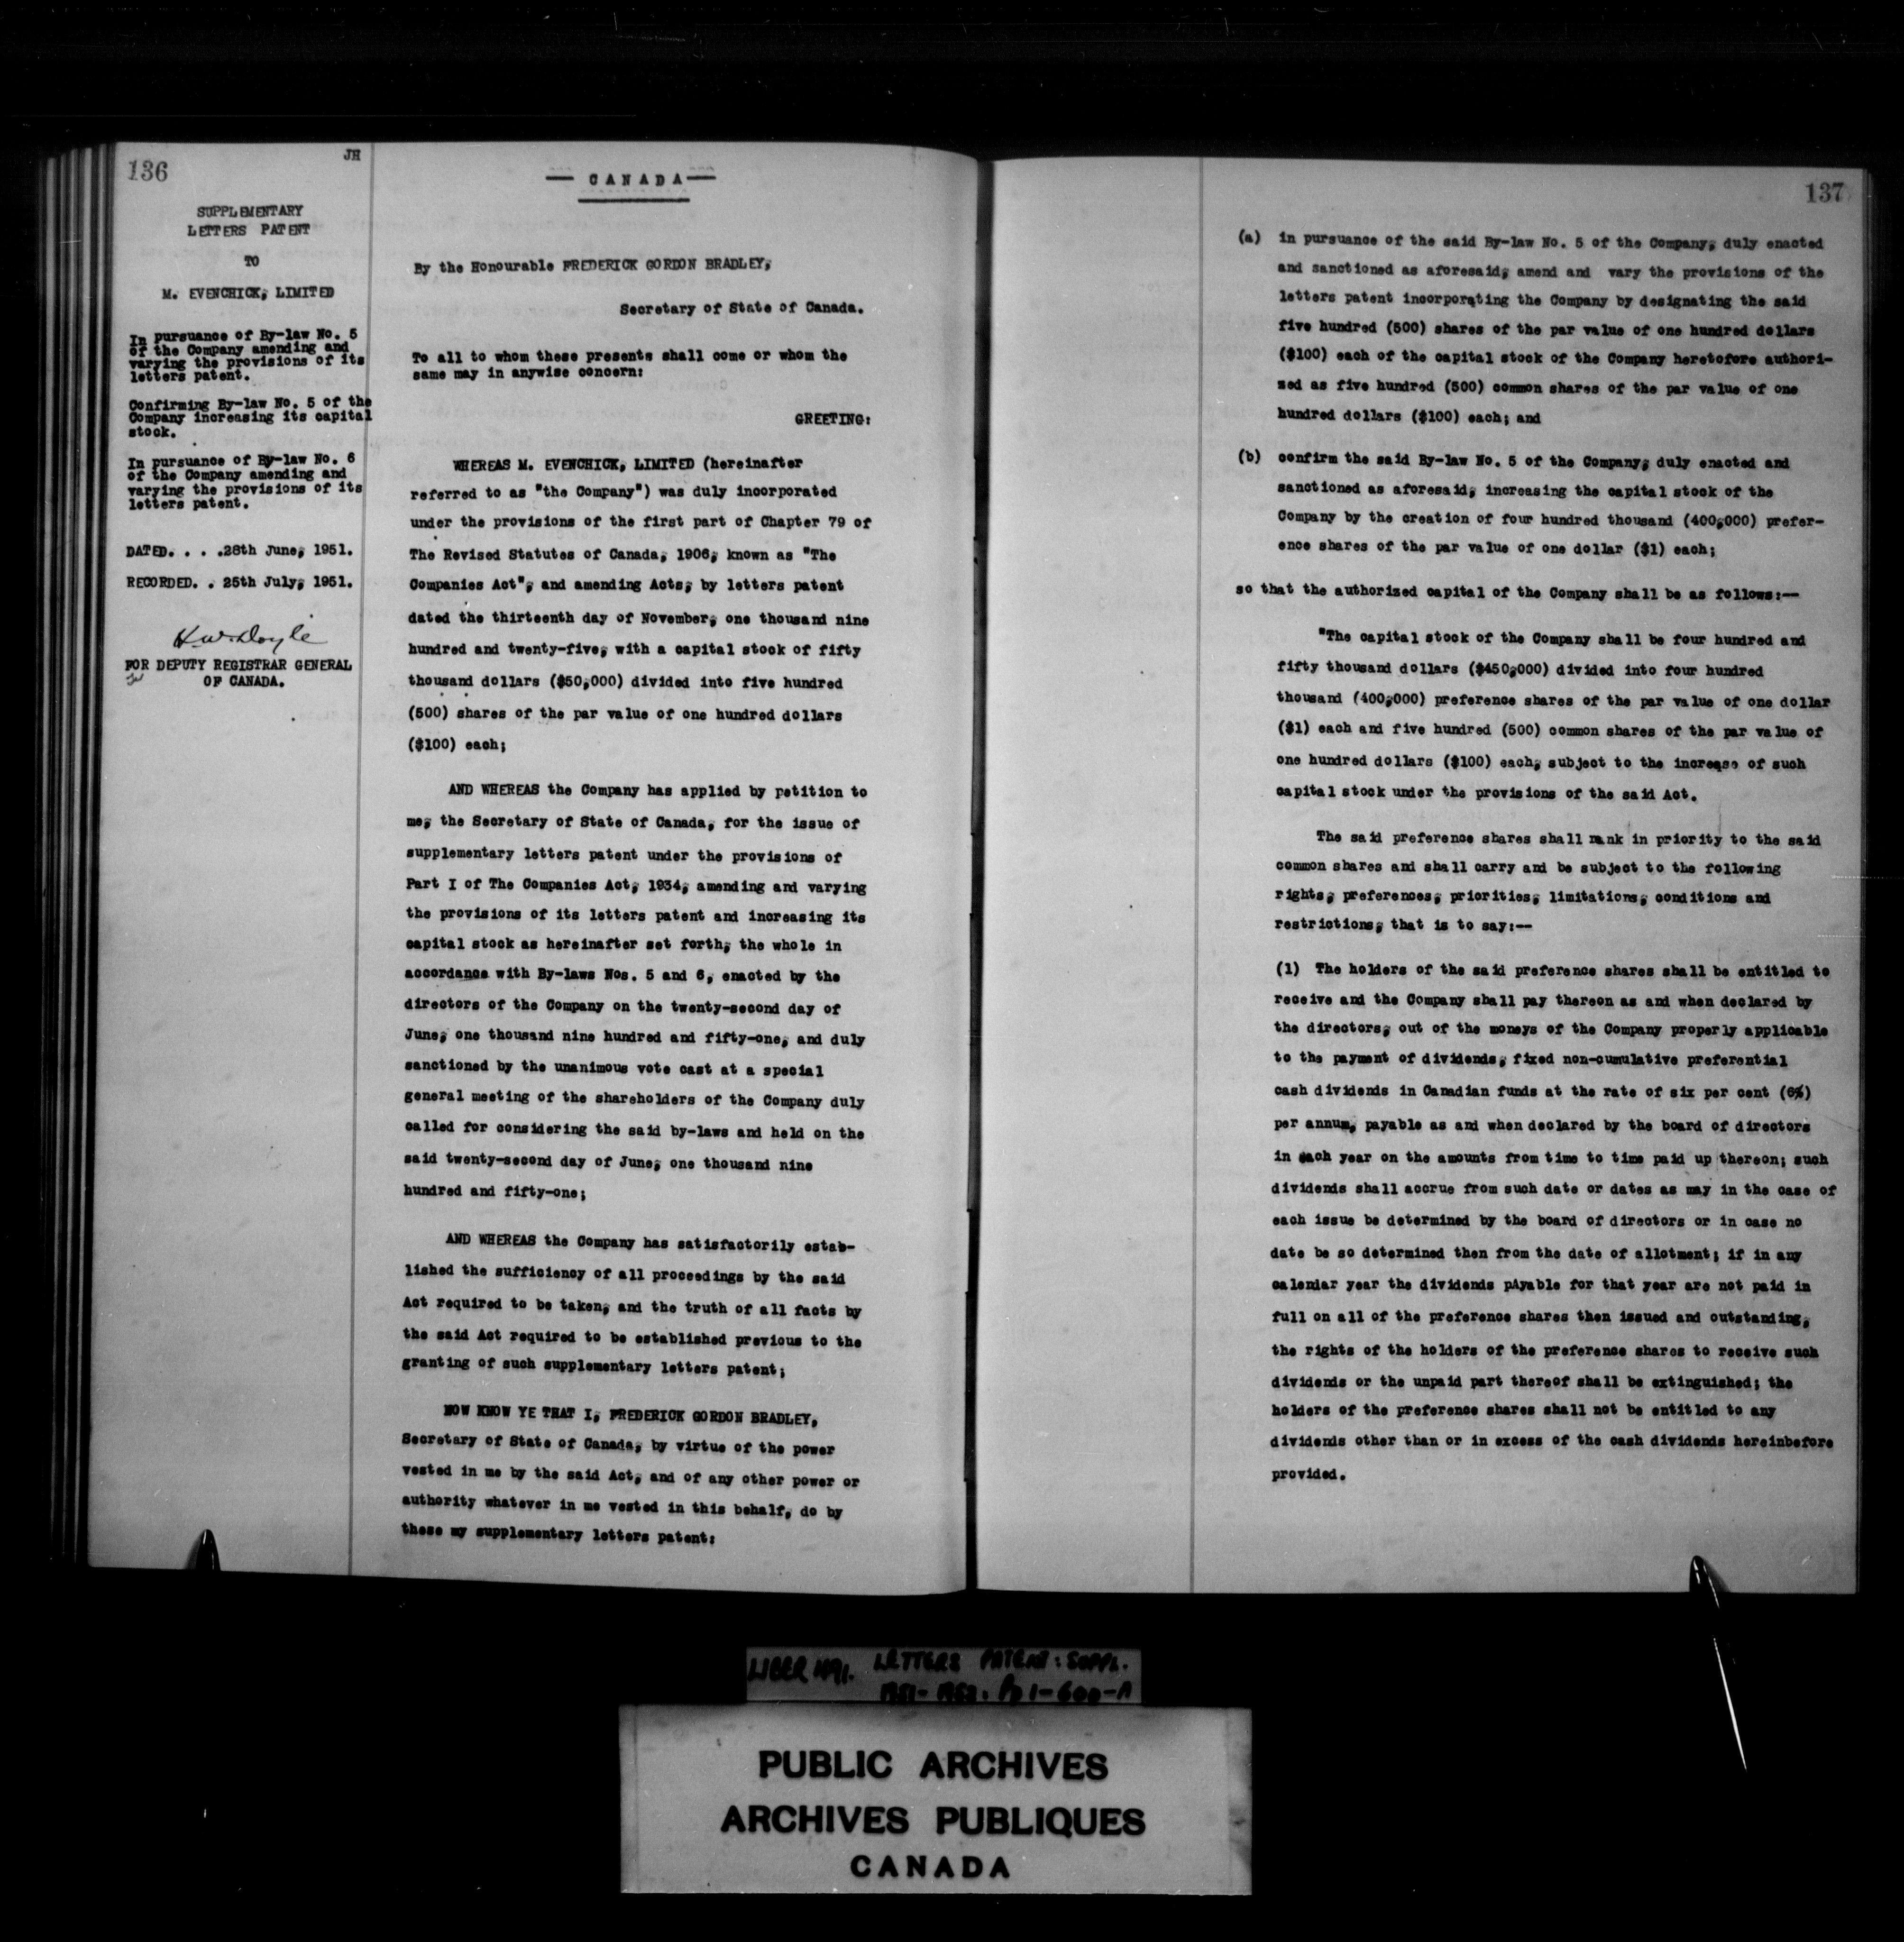 136
JH
SUPPLEMENTARY
LETTERS PATENT
TO
M. EVENCHICK, LIMITED
In pursuance of By-law No. 5
of the Company amending and
varying the provisions of its
letters patent.
Confirming By-law No. 5 of the
Company increasing its capital
stock.
In pursuance of By-law No. 6
of the Company amending and
varying the provisions of its
letters patent.
DATED. . . .28th June, 1951.
RECORDED. . 25th July, 1951.
FOR DEPUTY REGISTRAR GENERAL
OF CANADA.
— CANADA —
By the Honourable FREDERICK GORDON BRADLEY,
Secretary of State of Canada.
To all to whom these presents shall come or whom the
same may in anywise concern:
GREETING:
WHEREAS M. EVENCHICK, LIMITED (hereinafter
referred to as "the Company") was duly incorporated
under the provisions of the first part of Chapter 79 of
The Revised Statutes of Canada, 1906, known as "The
Companies Act", and amending Acts, by letters patent
dated the thirteenth day of November, one thousand nine
hundred and twenty-five, with a capital stock of fifty
thousand dollars ($50,000) divided into five hundred
(500) shares of the par value of one hundred dollars
($100) each;
AND WHEREAS the Company has applied by petition to
me, the Secretary of State of Canada, for the issue of
supplementary letters patent under the provisions of
Part I of The Companies Act, 1934, amending and varying
the provisions of its letters patent and increasing its
capital stock as hereinafter set forth, the whole in
accordance with By-laws Nos. 5 and 6, enacted by the
directors of the Company on the twenty-second day of
June, one thousand nine hundred and fifty-one, and duly
sanctioned by the unanimous vote cast at a special
general meeting of the shareholders of the Company duly
called for considering the said by-laws and held on the
said twenty-second day of June, one thousand nine
hundred and fifty-one;
AND WHEREAS the Company has satisfactorily estab-
lished the sufficiency of all proceedings by the said
Act required to be taken, and the truth of all facts by
the said Act required to be established previous to the
granting of such supplementary letters patent;
NOW KNOW YE THAT I, FREDERICK GORDON BRADLEY,
Secretary of State of Canada, by virtue of the power
vested in me by the said Act, and of any other power or
authority whatever in me vested in this behalf, do by
these my supplementary letters patent:
137
(a) in pursuance of the said By-law No. 5 of the Company, duly enacted
and sanctioned as aforesaid, amend and vary the provisions of the
letters patent incorporating the Company by designating the said
five hundred (500) shares of the par value of one hundred dollars
($100) each of the capital stock of the Company heretofore authori-
zed as five hundred (500) common shares of the par value of one
hundred dollars ($100) each; and
(b) confirm the said By-law No. 5 of the Company, duly enacted and
sanctioned as aforesaid, increasing the capital stock of the
Company by the creation of four hundred thousand (400,000) prefer-
ence shares of the par value of one dollar ($1) each;
so that the authorized capital of the Company shall be as follows:—
"The capital stock of the Company shall be four hundred and
fifty thousand dollars ($450,000) divided into four hundred
thousand (400,000) preference shares of the par value of one dollar
($1) each and five hundred (500) common shares of the par value of
one hundred dollars ($100) each, subject to the increase of such
capital stock under the provisions of the said Act.
The said preference shares shall rank in priority to the said
common shares and shall carry and be subject to the following
rights, preferences, priorities, limitations, conditions and
restrictions, that is to say:--
(1) The holders of the said preference shares shall be entitled to
receive and the Company shall pay thereon as and when declared by
the directors, out of the moneys of the Company properly applicable
to the payment of dividends, fixed non-cumulative preferential
cash dividends in Canadian funds at the rate of six per cent (6%)
per annum, payable as and when declared by the board of directors
in each year on the amounts from time to time paid up thereon; such
dividends shall accrue from such date or dates as may in the case of
each issue be determined by the board of directors or in case no
date be so determined then from the date of allotment; if in any
calendar year the dividends pAyable for that year are not paid in
full on all of the preference shares then issued and outstanding,
the rights of the holders of the preference shares to receive such
dividends or the unpaid part thereof shall be extinguished; the
holders of the preference shares shall not be entitled to any
dividends other than or in excess of the cash dividends hereinbefore
provided.
LIBER LETTERS PATENT: SUPPL.
1-600-A
PUBLIC ARCHIVES
ARCHIVES PUBLIQUES
CANADA